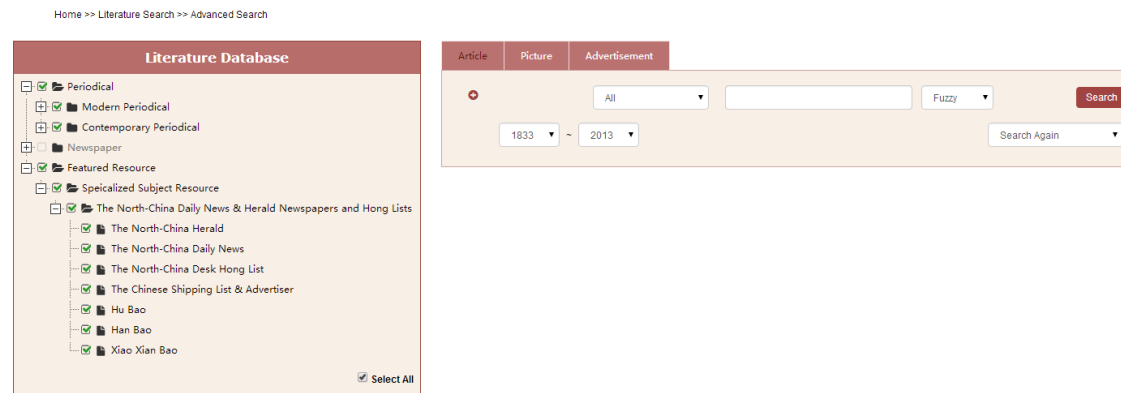 Home >> Literature Search >> Advanced Search
Literature Database
Periodical
Modern Periodical
Contemporary Periodical
Newspaper
Featured Resource
Speicalized Subject Resource
The North-China Daily News & Herald Newspapers and Hong Lists
The North-China Herald
The North-China Daily News
The North-China Desk Hong List
The Chinese Shipping List & Advertiser
Hu Bao
Han Bao
Xiao Xian Bao
Select All
Article Picture Advertisement
All Fuzzy Search
1833 ~ 2013 Search Again